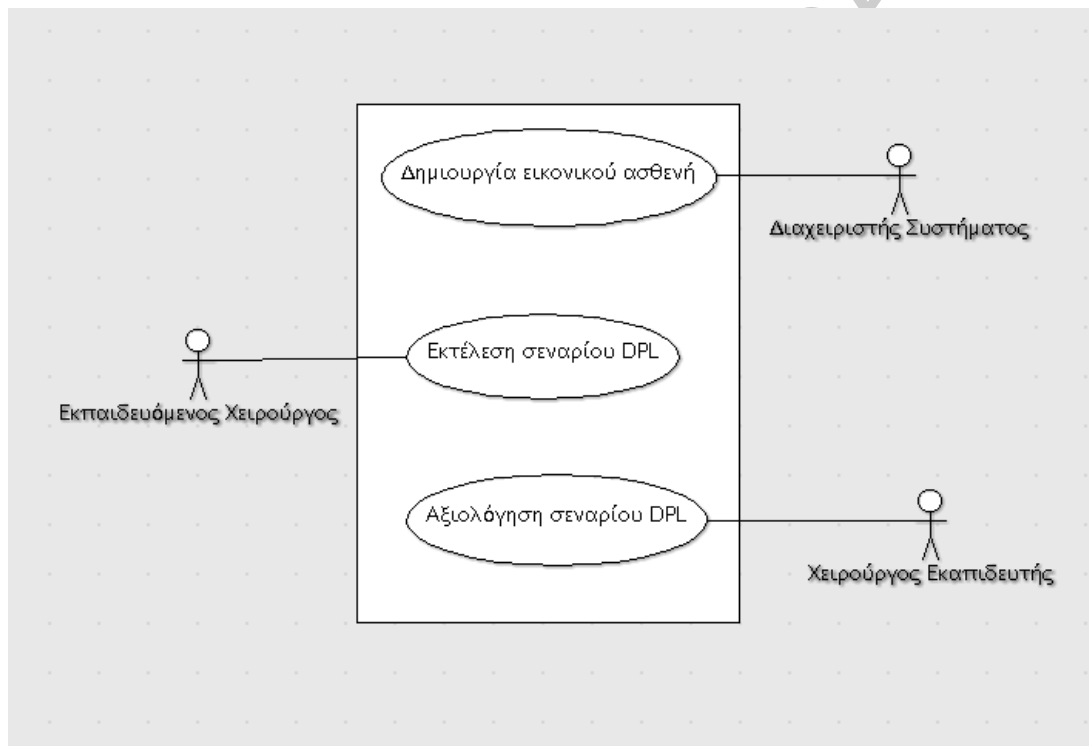 Δημιουργία εικονικού ασθενή
Διαχειριστής Συστήματος
Εκτέλεση σεναρίου DPL
Εκπαιδευόμενος Χειρούργος
Αξιολόγηση σεναρίου DPL
Χειρούργος Εκαπιδευτής